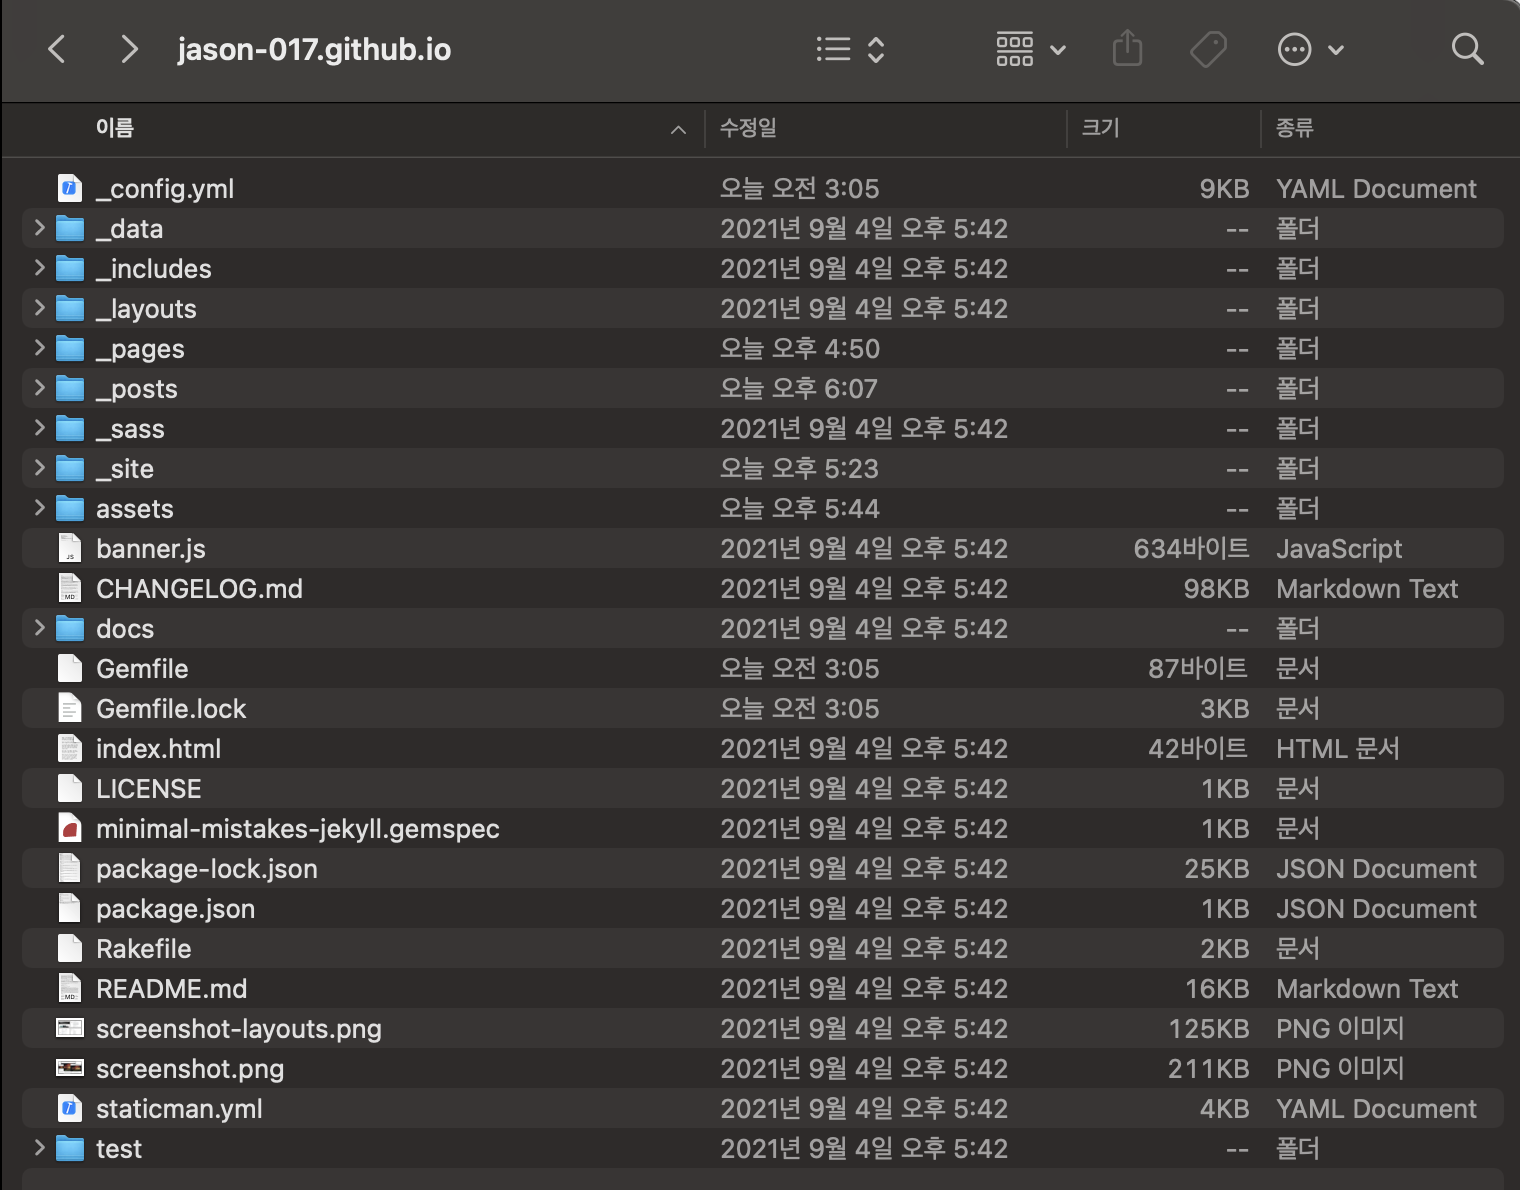 jason-017.github.io
이름 수정일 크기 종류
_config.yml 오늘 오전 3:05 9KB YAML Document
_data 2021년 9월 4일 오후 5:42 -- 폴더
_includes 2021년 9월 4일 오후 5:42 -- 폴더
_layouts 2021년 9월 4일 오후 5:42 -- 폴더
_pages 오늘 오후 4:50 -- 폴더
_posts 오늘 오후 6:07 -- 폴더
_sass 2021년 9월 4일 오후 5:42 -- 폴더
_site 오늘 오후 5:23 -- 폴더
assets 오늘 오후 5:44 -- 폴더
banner.js 2021년 9월 4일 오후 5:42 634바이트 JavaScript
CHANGELOG.md 2021년 9월 4일 오후 5:42 98KB Markdown Text
docs 2021년 9월 4일 오후 5:42 -- 폴더
Gemfile 오늘 오전 3:05 87바이트 문서
Gemfile.lock 오늘 오전 3:05 3KB 문서
index.html 2021년 9월 4일 오후 5:42 42바이트 HTML 문서
LICENSE 2021년 9월 4일 오후 5:42 1KB 문서
minimal-mistakes-jekyll.gemspec 2021년 9월 4일 오후 5:42 1KB 문서
package-lock.json 2021년 9월 4일 오후 5:42 25KB JSON Document
package.json 2021년 9월 4일 오후 5:42 1KB JSON Document
Rakefile 2021년 9월 4일 오후 5:42 2KB 문서
README.md 2021년 9월 4일 오후 5:42 16KB Markdown Text
screenshot-layouts.png 2021년 9월 4일 오후 5:42 125KB PNG 이미지
screenshot.png 2021년 9월 4일 오후 5:42 211KB PNG 이미지
staticman.yml 2021년 9월 4일 오후 5:42 4KB YAML Document
test 2021년 9월 4일 오후 5:42 -- 폴더